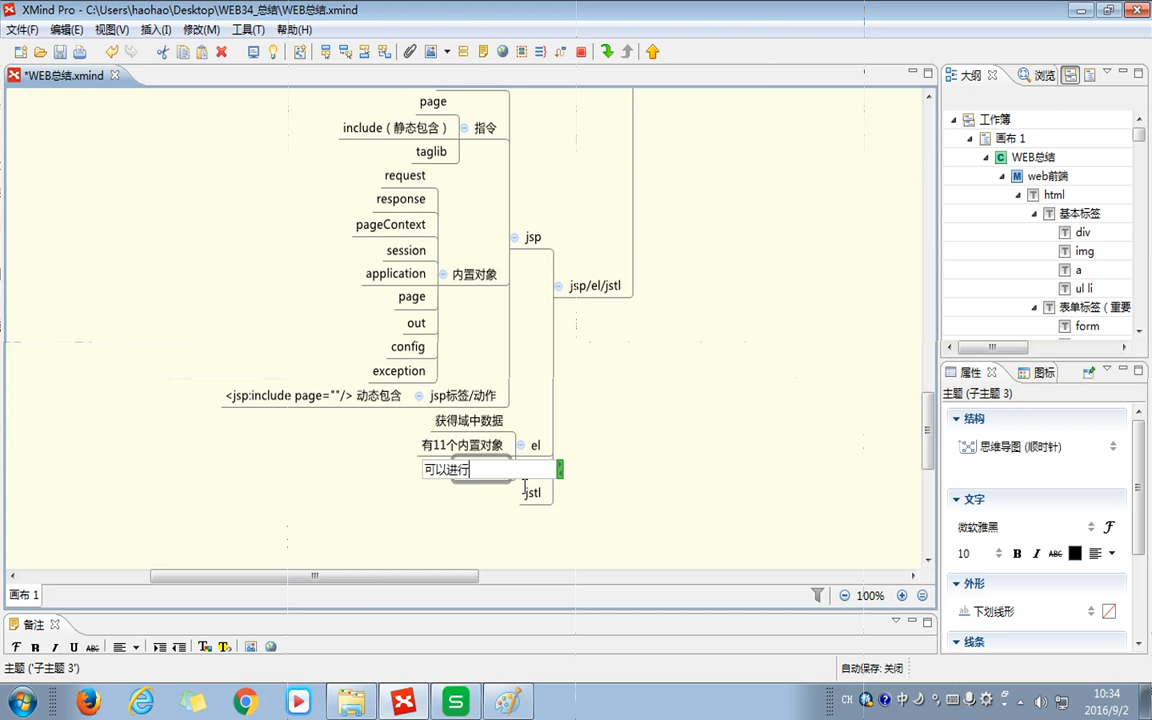 XMind Pro - C:\Users\haohao\Desktop\WEB34_总结\WEB总结.xmind
文件(F) 编辑(E) 视图(V) 插入(I) 修改(M) 工具(T) 帮助(H)
*WEB总结.xmind
page
include（静态包含） 指令
taglib
request
response
pageContext
session
application 内置对象
page
out
config
exception
jsp
jsp/el/jstl
<jsp:include page=""/> 动态包含 jsp标签/动作
获得域中数据
有11个内置对象 el
可以进行
jstl
画布 1
100%
备注
主题 ('子主题 3')
自动保存: 关闭
大纲 浏览
工作簿
画布 1
WEB总结
web前端
html
基本标签
div
img
a
ul li
表单标签（重要
form
属性 图标
主题 (子主题 3)
结构
思维导图 (顺时针)
文字
微软雅黑
10 B I ABC
外形
下划线形
线条
CH
中
10:34
2016/9/2